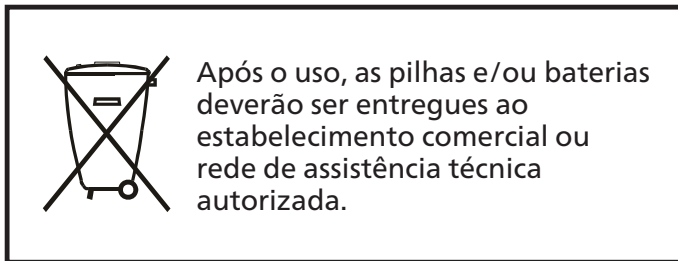 Após o uso, as pilhas e/ou baterias
deverão ser entregues ao
estabelecimento comercial ou
rede de assistência técnica
autorizada.